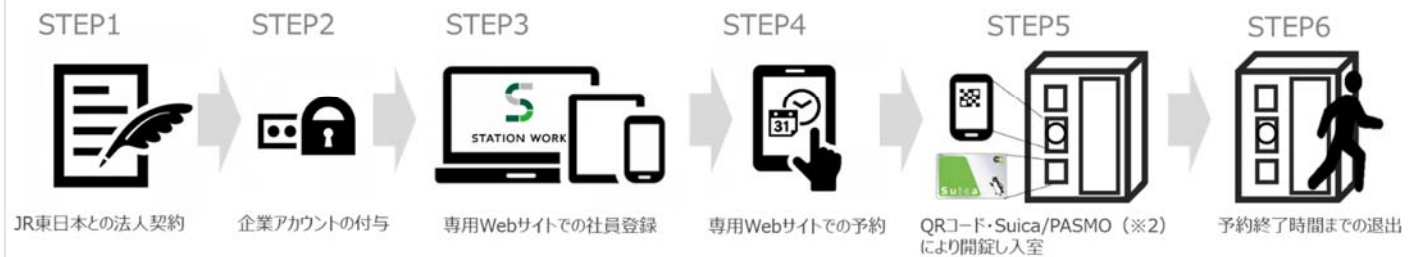 STEP1
STEP2
STEP3
STEP4
STEP5
STEP6
STATION WORK
31
Suica
JR東日本との法人契約
企業アカウントの付与
専用Webサイトでの社員登録
専用Webサイトでの予約
QRコード・Suica/PASMO（※2）
により開錠し入室
予約終了時間までの退出